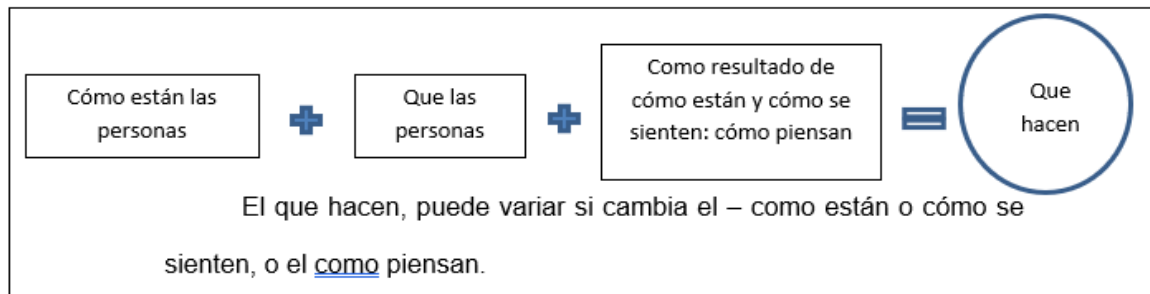 Cómo están las
personas
Que las
personas
Como resultado de
cómo están y cómo se
sienten: cómo piensan
Que
hacen
El que hacen, puede variar si cambia el – como están o cómo se
sienten, o el como piensan.